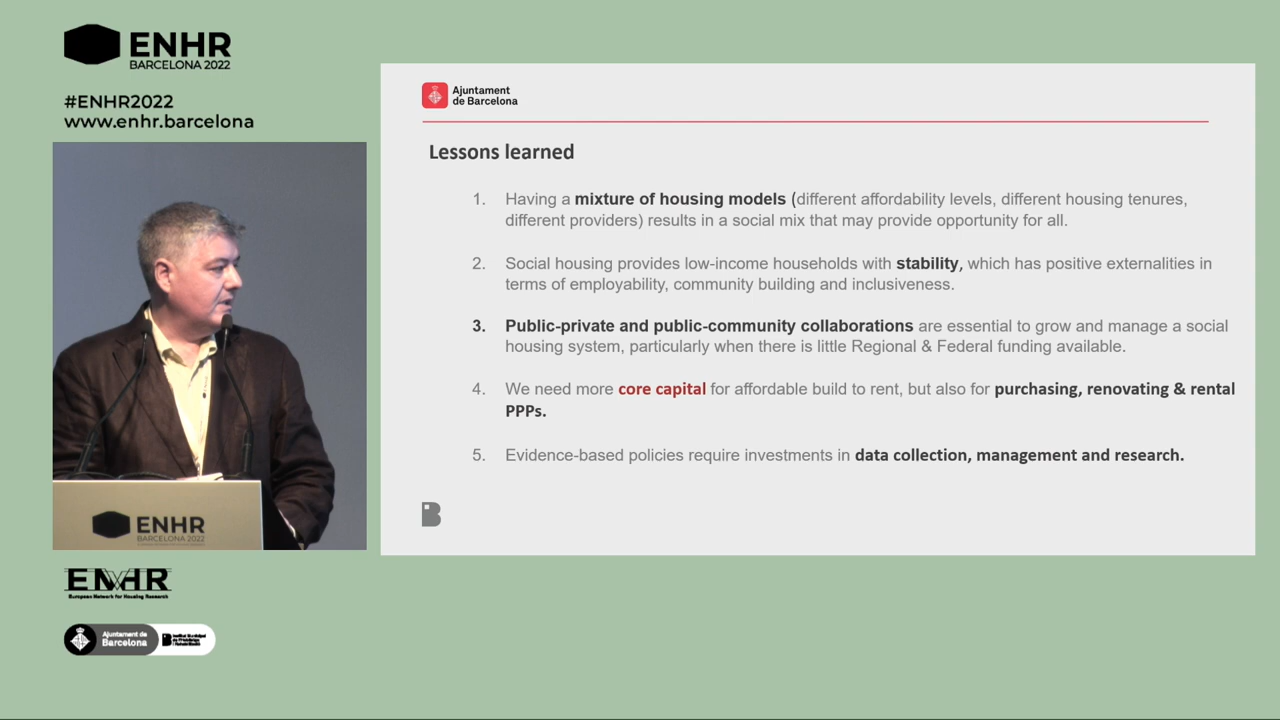 ENHR
BARCELONA 2022
#ENHR2022
www.enhr.barcelona
Ajuntament
de Barcelona
Lessons learned
1. Having a mixture of housing models (different affordability levels, different housing tenures,
different providers) results in a social mix that may provide opportunity for all.
2. Social housing provides low-income households with stability, which has positive externalities in
terms of employability, community building and inclusiveness.
3. Public-private and public-community collaborations are essential to grow and manage a social
housing system, particularly when there is little Regional & Federal funding available.
4. We need more core capital for affordable build to rent, but also for purchasing, renovating & rental
PPPs.
5. Evidence-based policies require investments in data collection, management and research.
B
ENHR
BARCELONA 2022
ENHR
European Network for Housing Research
Ajuntament de
Barcelona